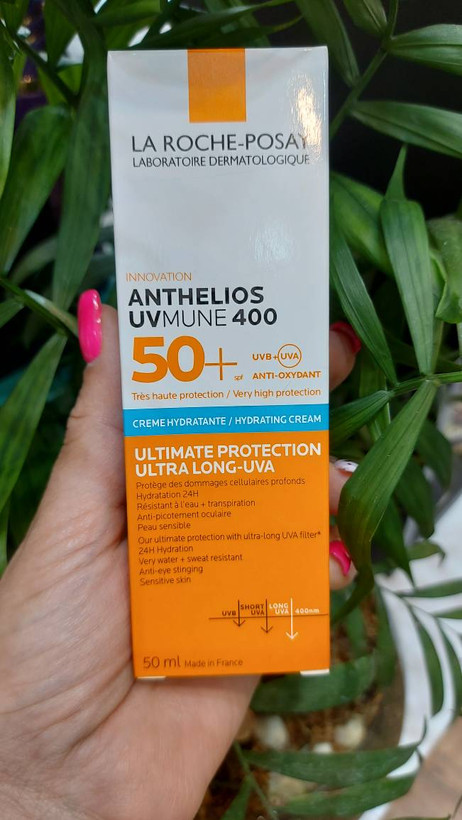 LA ROCHE-POSAY
LABORATOIRE DERMATOLOGIQUE
INNOVATION
ANTHELIOS
UVMUNE 400
50+ spf
UVB+UVA
ANTI-OXYDANT
Très haute protection / Very high protection
CREME HYDRATANTE / HYDRATING CREAM
ULTIMATE PROTECTION
ULTRA LONG-UVA
Protège des dommages cellulaires profonds
Hydratation 24H
Résistant à l'eau + transpiration
Anti-picotement oculaire
Peau sensible
Our ultimate protection with ultra-long UVA filter*
24H Hydration
Very water + sweat resistant
Anti-eye stinging
Sensitive skin
UVB SHORT UVA LONG UVA 400nm
50 ml Made in France